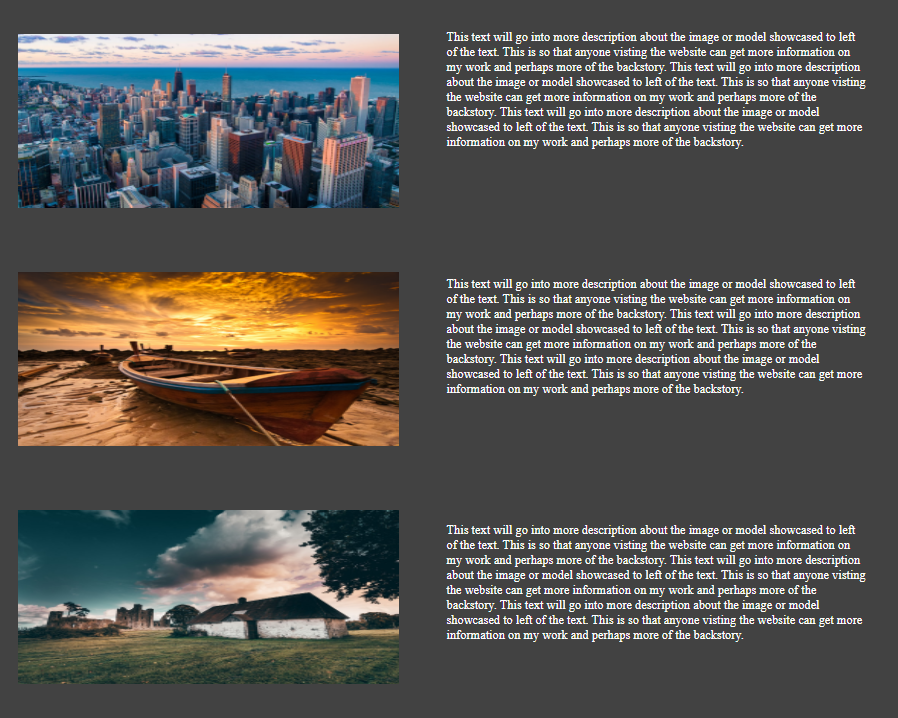 This text will go into more description about the image or model showcased to left
of the text. This is so that anyone visting the website can get more information on
my work and perhaps more of the backstory. This text will go into more description
about the image or model showcased to left of the text. This is so that anyone visting
the website can get more information on my work and perhaps more of the
backstory. This text will go into more description about the image or model
showcased to left of the text. This is so that anyone visting the website can get more
information on my work and perhaps more of the backstory.
This text will go into more description about the image or model showcased to left
of the text. This is so that anyone visting the website can get more information on
my work and perhaps more of the backstory. This text will go into more description
about the image or model showcased to left of the text. This is so that anyone visting
the website can get more information on my work and perhaps more of the
backstory. This text will go into more description about the image or model
showcased to left of the text. This is so that anyone visting the website can get more
information on my work and perhaps more of the backstory.
This text will go into more description about the image or model showcased to left
of the text. This is so that anyone visting the website can get more information on
my work and perhaps more of the backstory. This text will go into more description
about the image or model showcased to left of the text. This is so that anyone visting
the website can get more information on my work and perhaps more of the
backstory. This text will go into more description about the image or model
showcased to left of the text. This is so that anyone visting the website can get more
information on my work and perhaps more of the backstory.